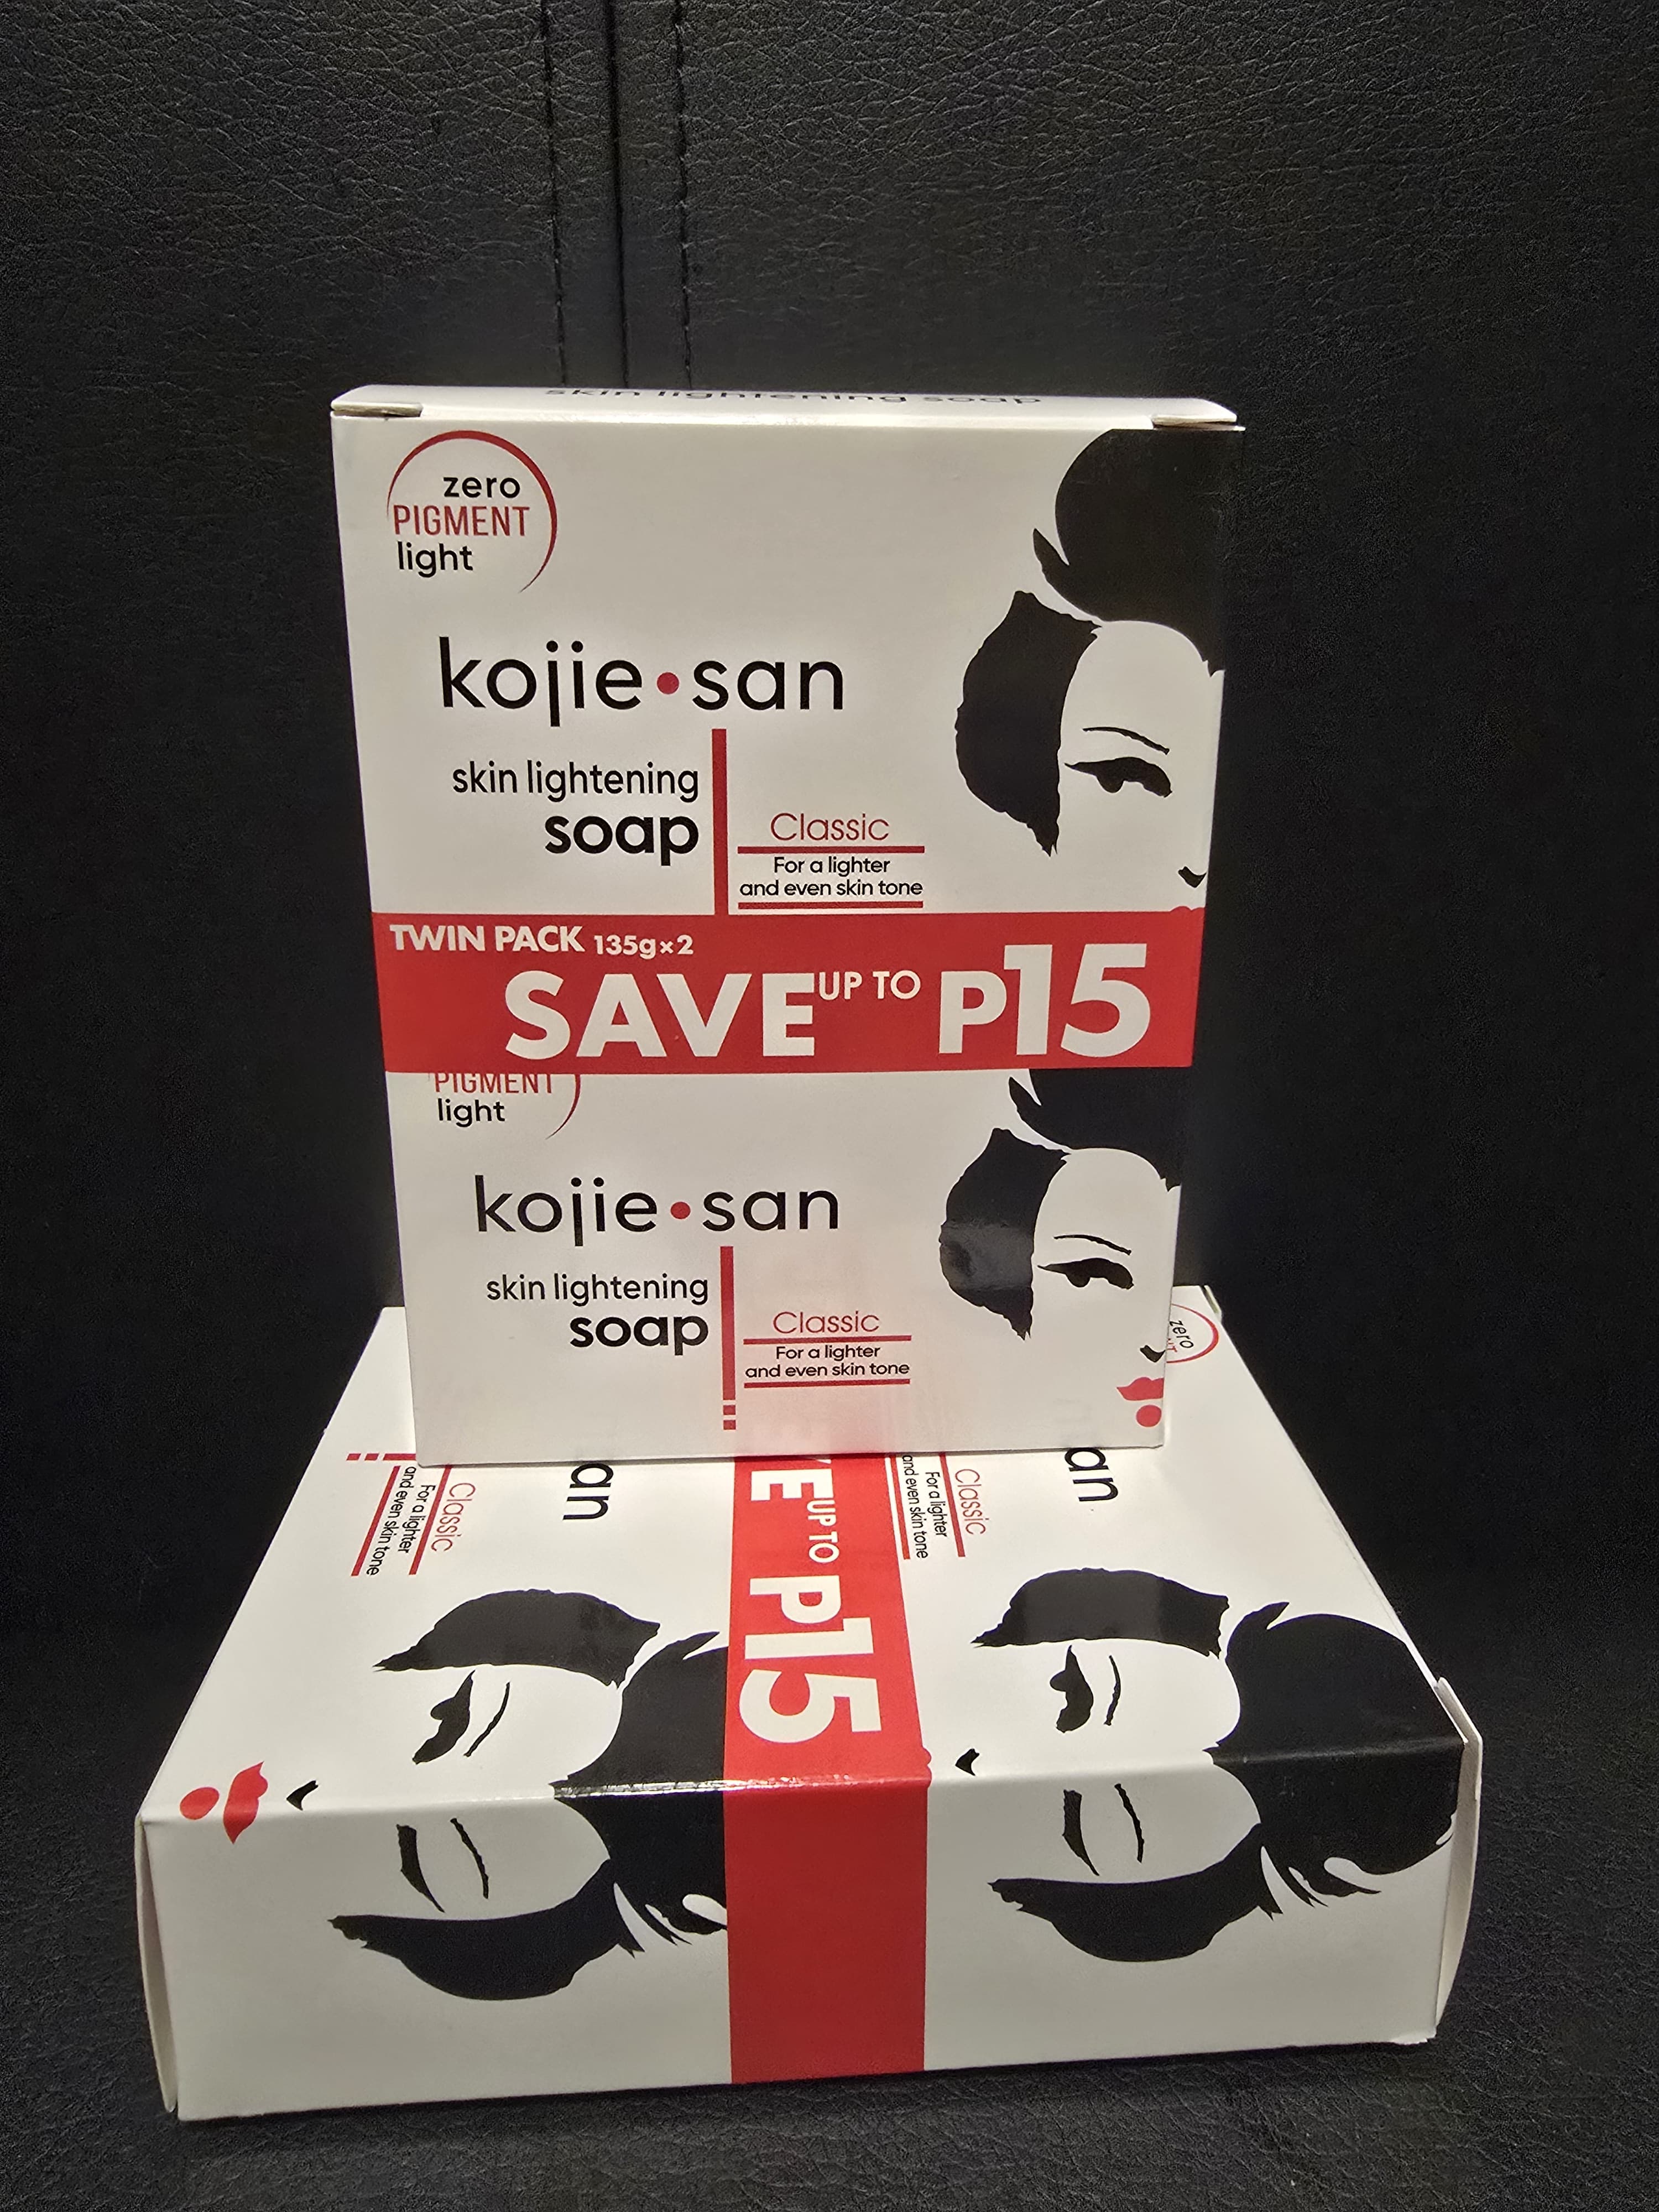 skin lightening soap
zero
PIGMENT
light
kojie•san
skin lightening
soap
Classic
For a lighter
and even skin tone
TWIN PACK 135g×2
SAVE UP TO P15
PIGMENT
light
kojie•san
skin lightening
soap
Classic
For a lighter
and even skin tone
zero
an
Classic
For a lighter
and even skin tone
E UP TO P15
an
Classic
For a lighter
and even skin tone